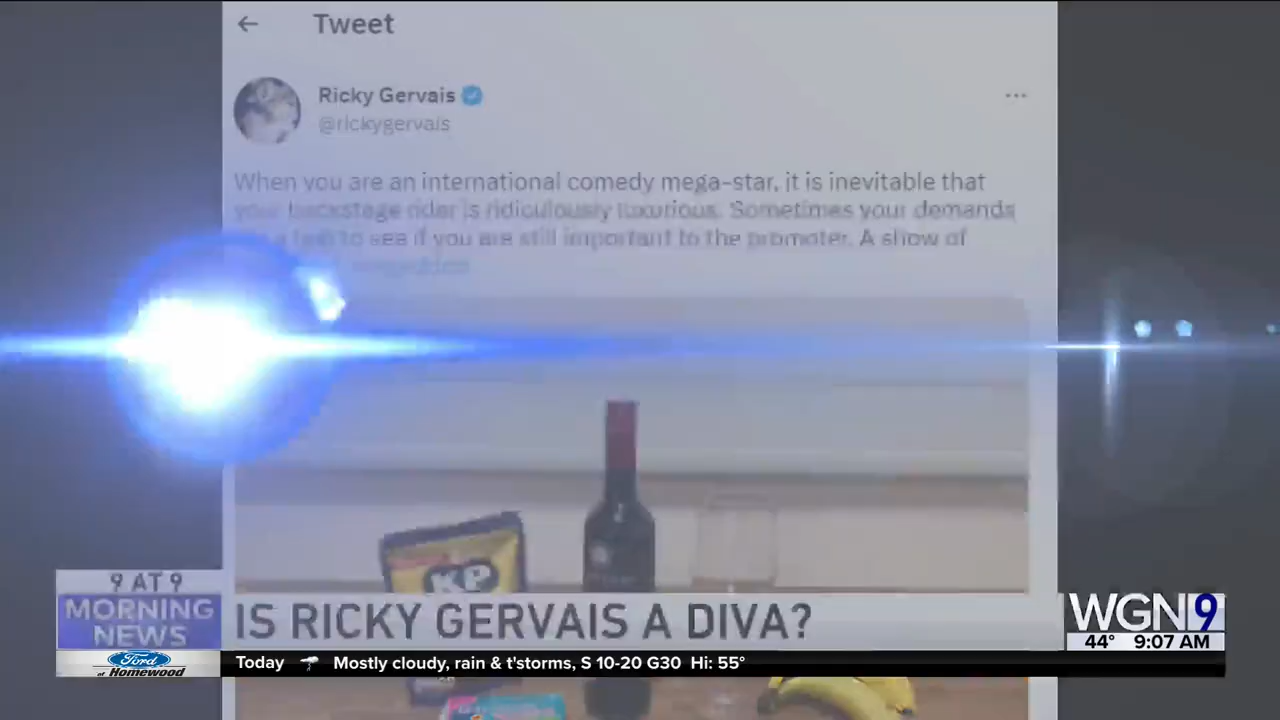 Tweet
Ricky Gervais
@rickygervais
When you are an international comedy mega-star, it is inevitable that
your backstage rider is ridiculously luxurious. Sometimes your demands
to see if you are still important to the promoter. A show of
KP
9 AT 9
MORNING
NEWS
IS RICKY GERVAIS A DIVA?
WGN9
44° 9:07 AM
Ford
of Homewood
Today Mostly cloudy, rain & t'storms, S 10-20 G30 Hi: 55°